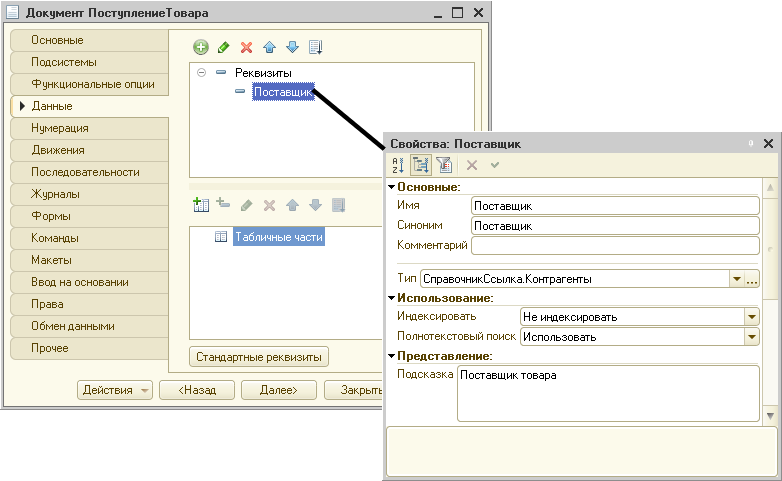 Документ ПоступлениеТовара
Основные
Подсистемы
Функциональные опции
Данные
Нумерация
Движения
Последовательности
Журналы
Формы
Команды
Макеты
Ввод на основании
Права
Обмен данными
Прочее
Реквизиты
Поставщик
Табличные части
Стандартные реквизиты
Действия
<Назад
Далее>
Закрыть
Свойства: Поставщик
Основные:
Имя Поставщик
Синоним Поставщик
Комментарий
Тип СправочникСсылка.Контрагенты ...
Использование:
Индексировать Не индексировать
Полнотекстовый поиск Использовать
Представление:
Подсказка Поставщик товара